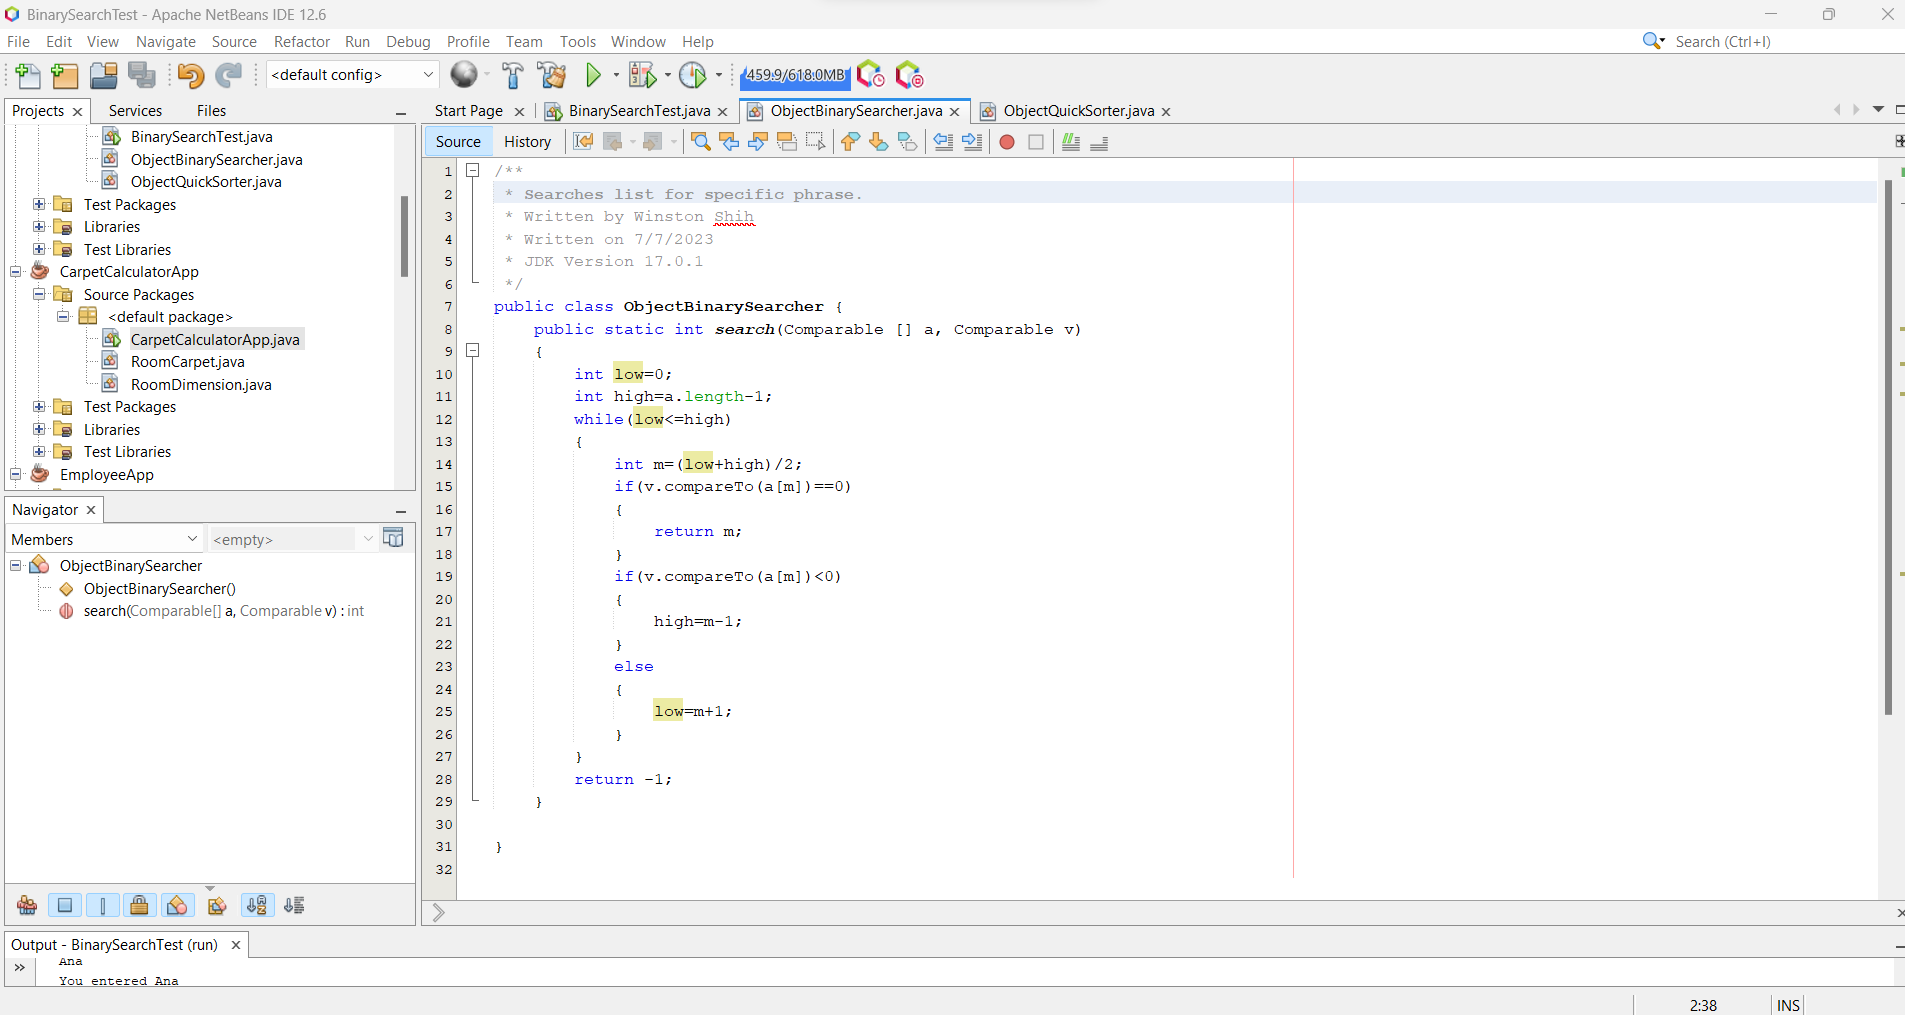 BinarySearchTest - Apache NetBeans IDE 12.6
File Edit View Navigate Source Refactor Run Debug Profile Team Tools Window Help
Search (Ctrl+I)
<default config>
459.9/618.0MB
Projects Services Files
BinarySearchTest.java
ObjectBinarySearcher.java
ObjectQuickSorter.java
Test Packages
Libraries
Test Libraries
CarpetCalculatorApp
Source Packages
<default package>
CarpetCalculatorApp.java
RoomCarpet.java
RoomDimension.java
Test Packages
Libraries
Test Libraries
EmployeeApp
Navigator
Members
<empty>
ObjectBinarySearcher
ObjectBinarySearcher()
search(Comparable[] a, Comparable v) : int
Start Page BinarySearchTest.java ObjectBinarySearcher.java ObjectQuickSorter.java
Source History
1 /**
2 * Searches list for specific phrase.
3 * Written by Winston Shih
4 * Written on 7/7/2023
5 * JDK Version 17.0.1
6 */
7 public class ObjectBinarySearcher {
8 public static int search(Comparable [] a, Comparable v)
9 {
10 int low=0;
11 int high=a.length-1;
12 while(low<=high)
13 {
14 int m=(low+high)/2;
15 if(v.compareTo(a[m])==0)
16 {
17 return m;
18 }
19 if(v.compareTo(a[m])<0)
20 {
21 high=m-1;
22 }
23 else
24 {
25 low=m+1;
26 }
27 }
28 return -1;
29 }
30
31 }
32
Output - BinarySearchTest (run)
Ana
You entered Ana
2:38 INS